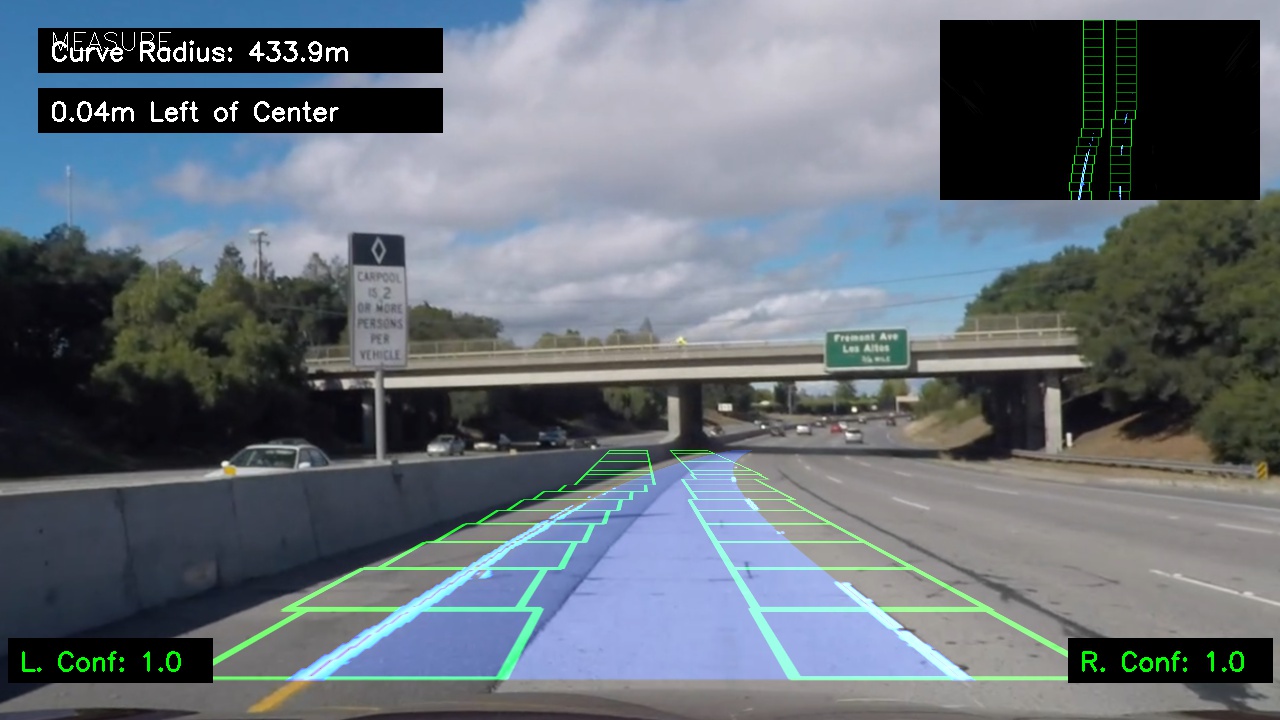 MEASURE
Curve Radius: 433.9m
0.04m Left of Center
CARPOOL
IS 2
OR MORE
PERSONS
PER
VEHICLE
Fremont Ave
Los Altos
MILE
L. Conf: 1.0
R. Conf: 1.0